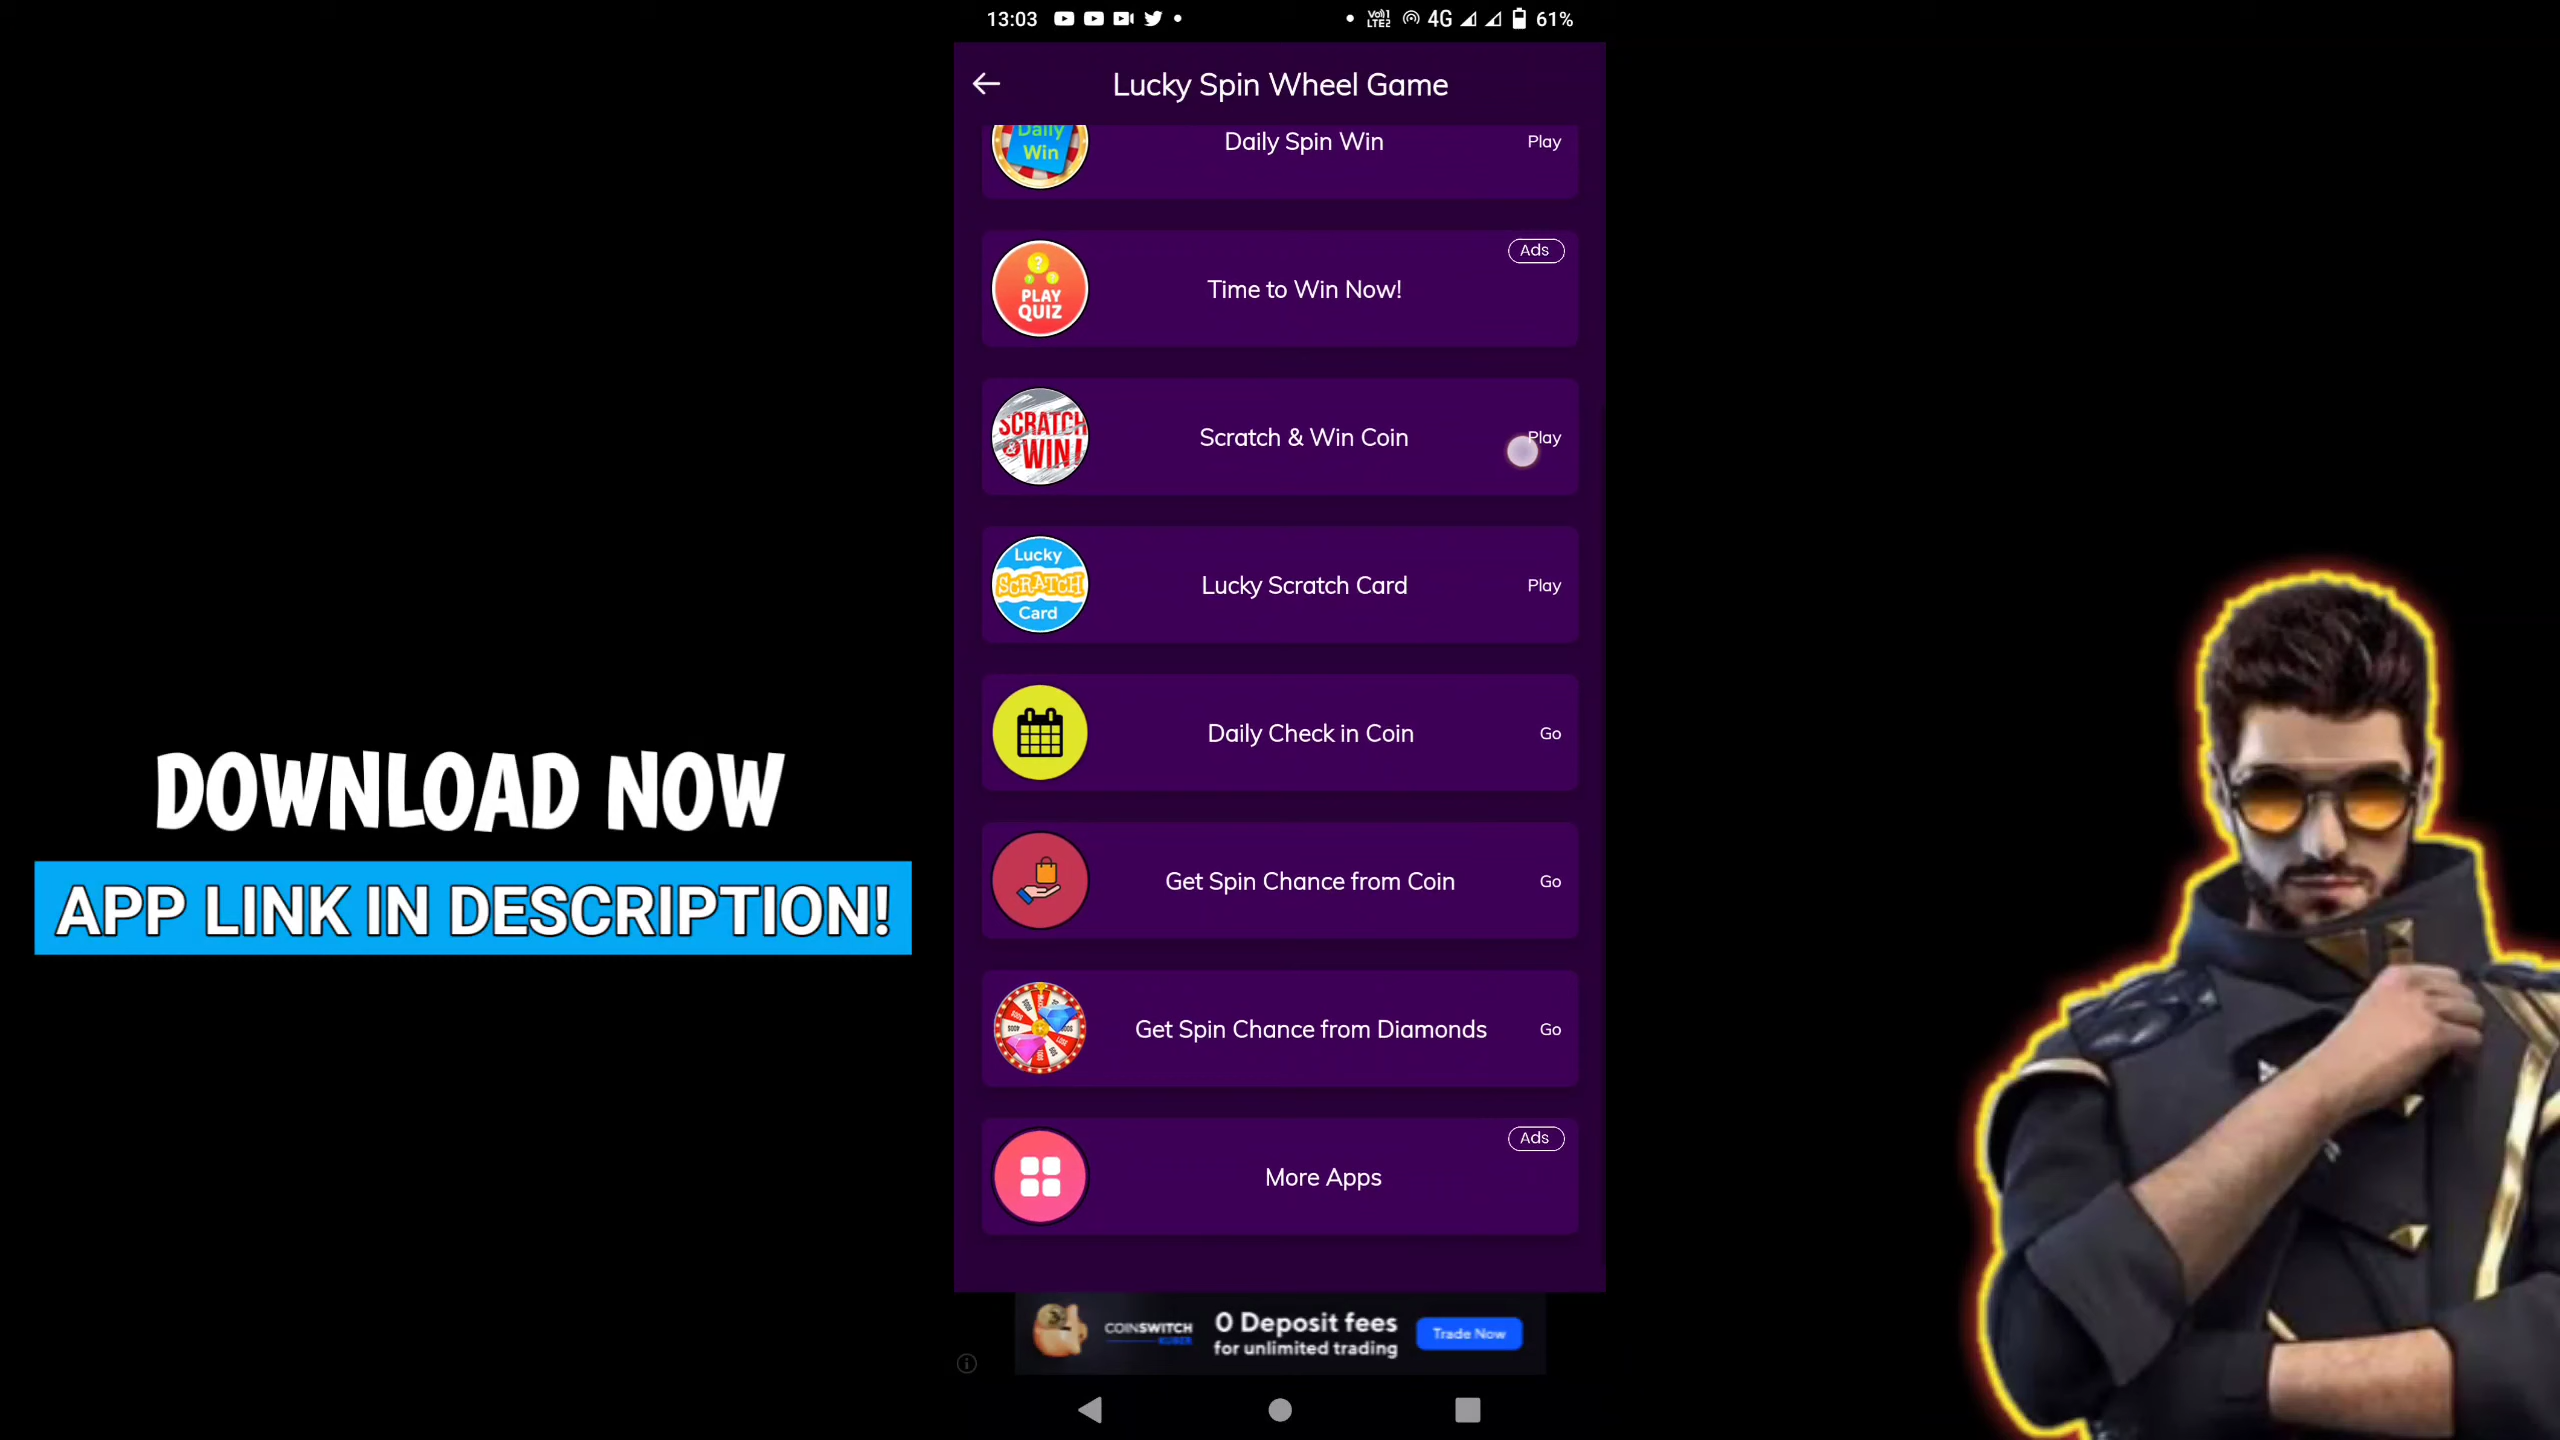 13:03
4G
61%
Lucky Spin Wheel Game
Daily
Win
Daily Spin Win
Play
Ads
PLAY
QUIZ
Time to Win Now!
SCRATCH
& WIN!
Scratch & Win Coin
Play
Lucky
SCRATCH
Card
Lucky Scratch Card
Play
Daily Check in Coin
Go
Get Spin Chance from Coin
Go
Get Spin Chance from Diamonds
Go
Ads
More Apps
DOWNLOAD NOW
APP LINK IN DESCRIPTION!
COINSWITCH
KUBER
0 Deposit fees
for unlimited trading
Trade Now